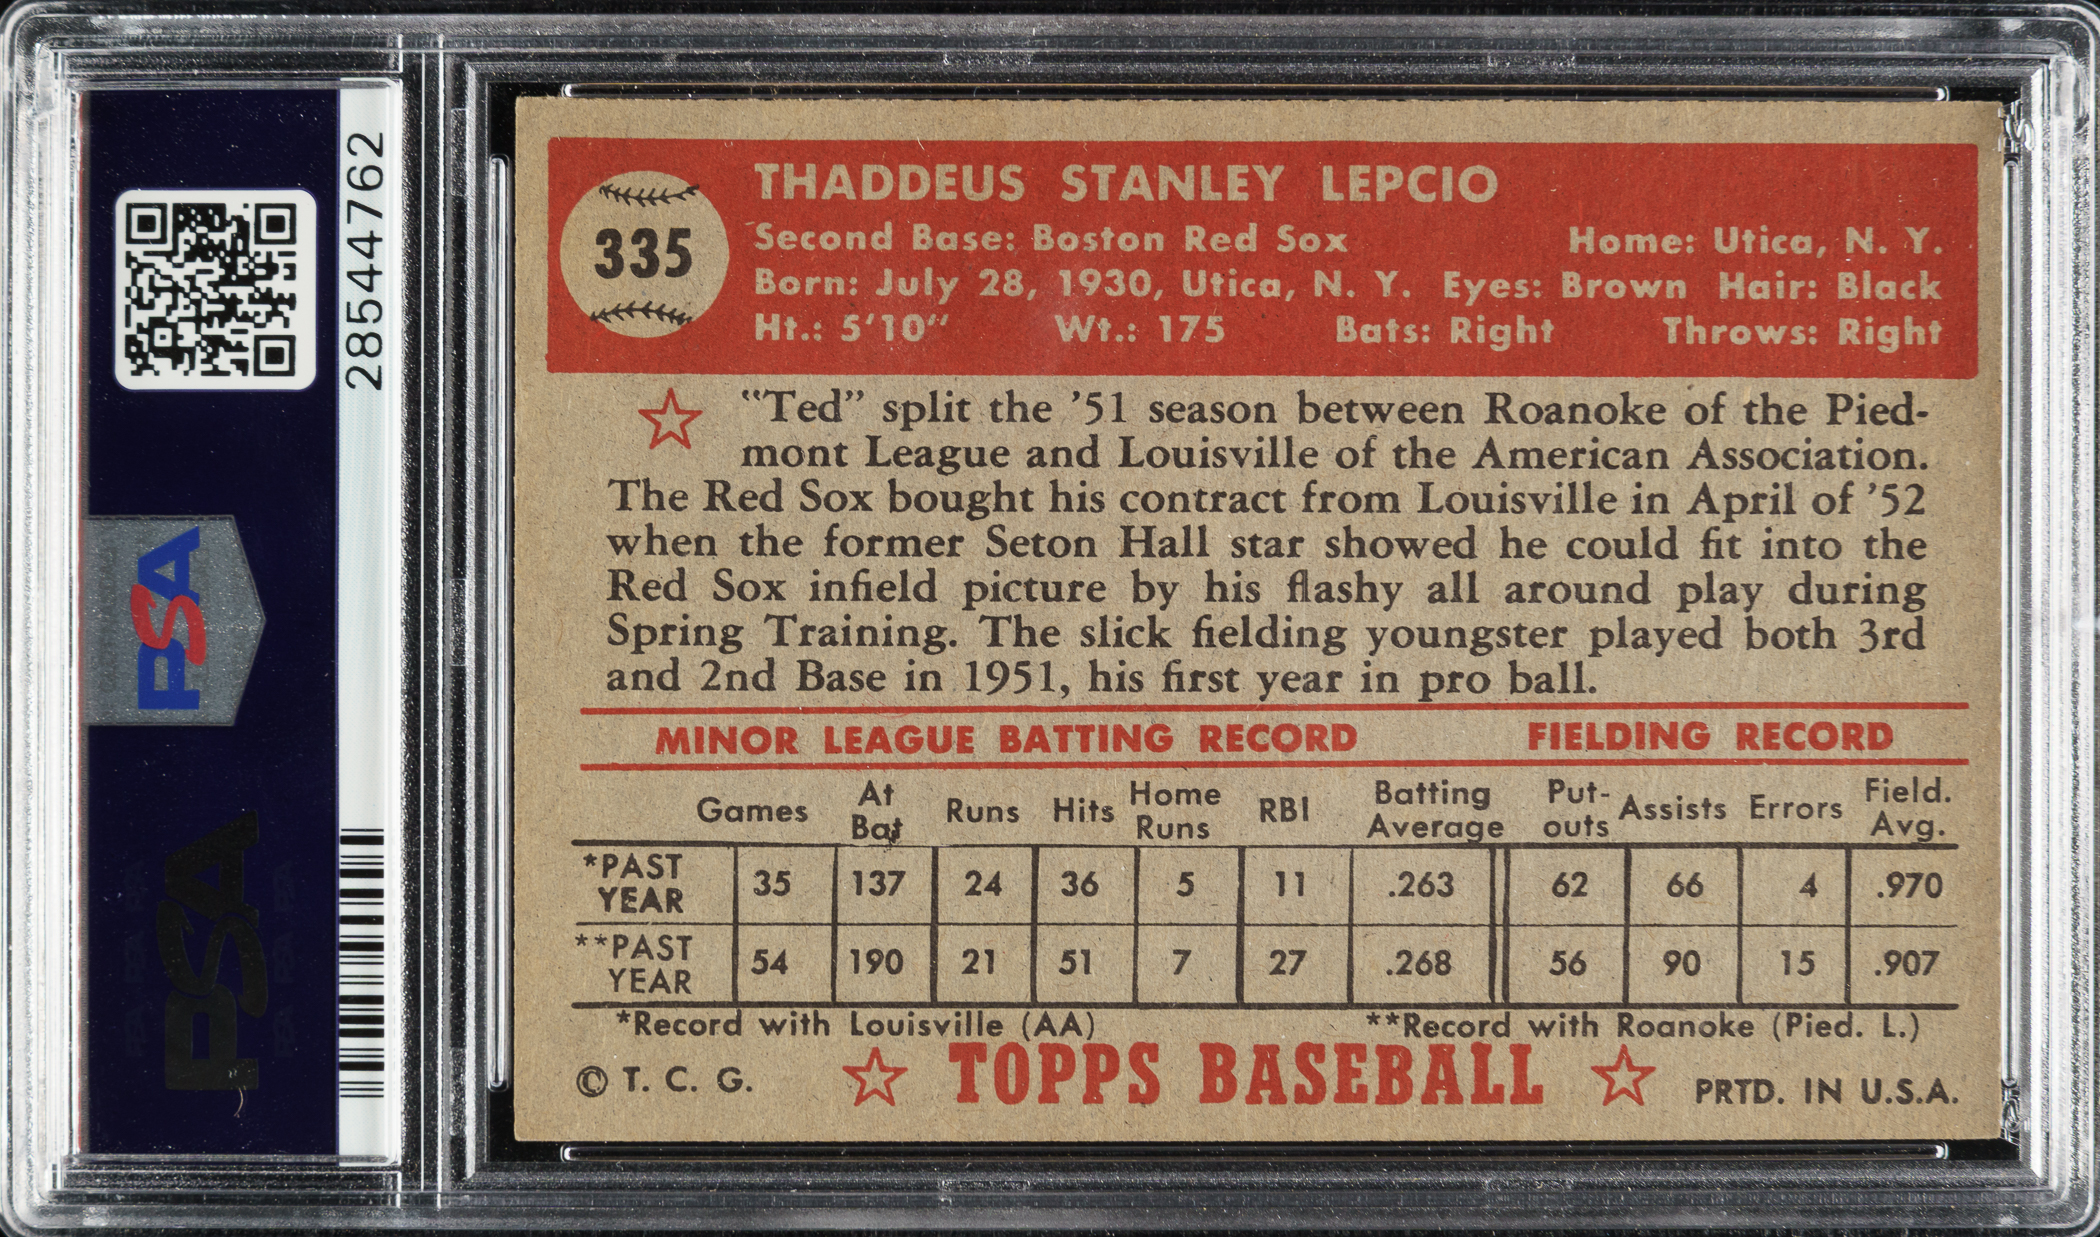 28544762
PSA
PSA
THADDEUS STANLEY LEPCIO
335
Second Base: Boston Red Sox Home: Utica, N. Y.
Born: July 28, 1930, Utica, N. Y. Eyes: Brown Hair: Black
Ht.: 5'10" Wt.: 175 Bats: Right Throws: Right
"Ted" split the '51 season between Roanoke of the Pied-
mont League and Louisville of the American Association.
The Red Sox bought his contract from Louisville in April of '52
when the former Seton Hall star showed he could fit into the
Red Sox infield picture by his flashy all around play during
Spring Training. The slick fielding youngster played both 3rd
and 2nd Base in 1951, his first year in pro ball.
MINOR LEAGUE BATTING RECORD FIELDING RECORD
Games At Bat Runs Hits Home Runs RBI Batting Average Put-outs Assists Errors Field. Avg.
*PAST YEAR 35 137 24 36 5 11 .263 62 66 4 .970
**PAST YEAR 54 190 21 51 7 27 .268 56 90 15 .907
*Record with Louisville (AA) **Record with Roanoke (Pied. L.)
© T. C. G. TOPPS BASEBALL PRTD. IN U.S.A.